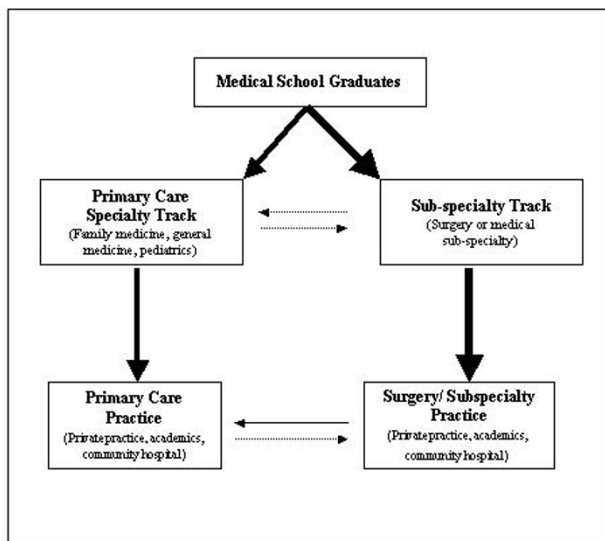 Medical School Graduates
Primary Care
Specialty Track
(Family medicine, general
medicine, pediatrics)
Sub-specialty Track
(Surgery or medical
sub-specialty)
Primary Care
Practice
(Private practice, academics,
community hospital)
Surgery/ Subspecialty
Practice
(Private practice, academics,
community hospital)